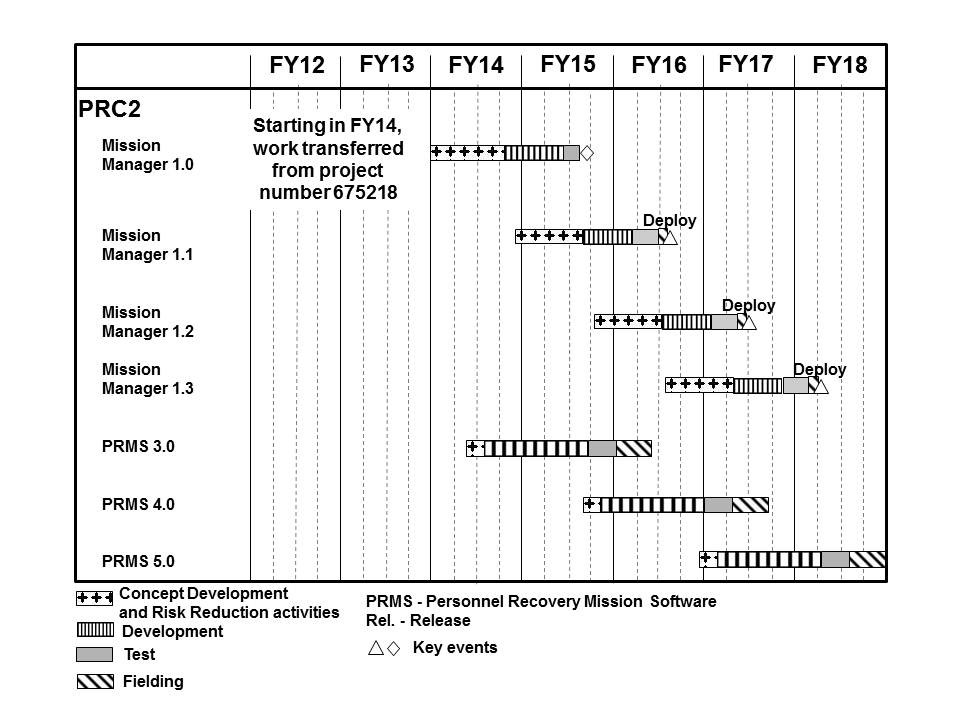 FY12 FY13 FY14 FY15 FY16 FY17 FY18
PRC2
Starting in FY14,
work transferred
from project
number 675218
Mission
Manager 1.0
Deploy
Mission
Manager 1.1
Deploy
Mission
Manager 1.2
Deploy
Mission
Manager 1.3
PRMS 3.0
PRMS 4.0
PRMS 5.0
Concept Development
and Risk Reduction activities
Development
Test
Fielding
PRMS - Personnel Recovery Mission Software
Rel. - Release
Key events